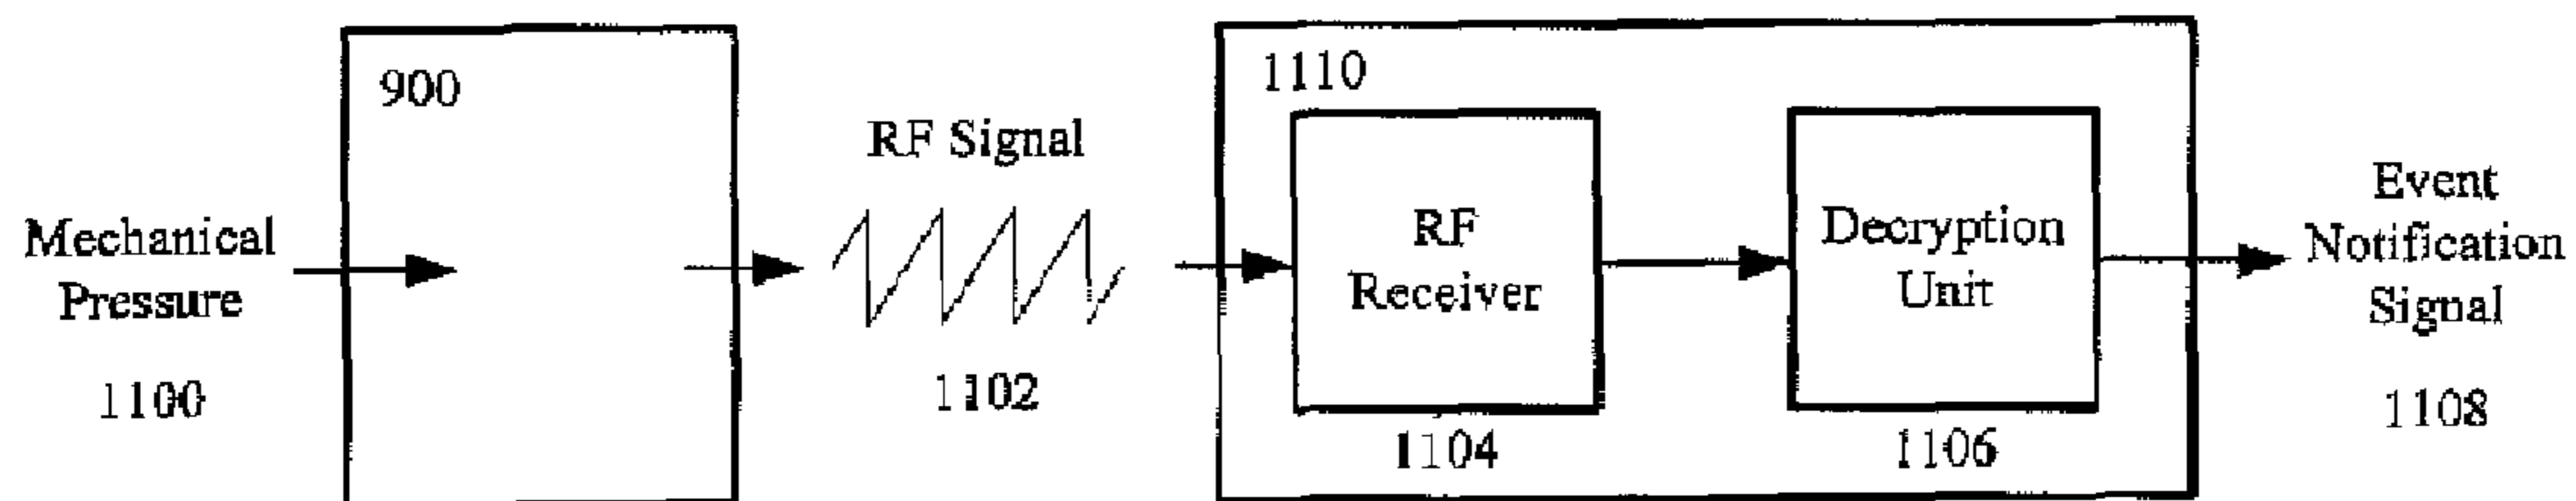 900
Mechanical
Pressure
1100
RF Signal
1102
1110
RF
Receiver
1104
Decryption
Unit
1106
Event
Notification
Signal
1108